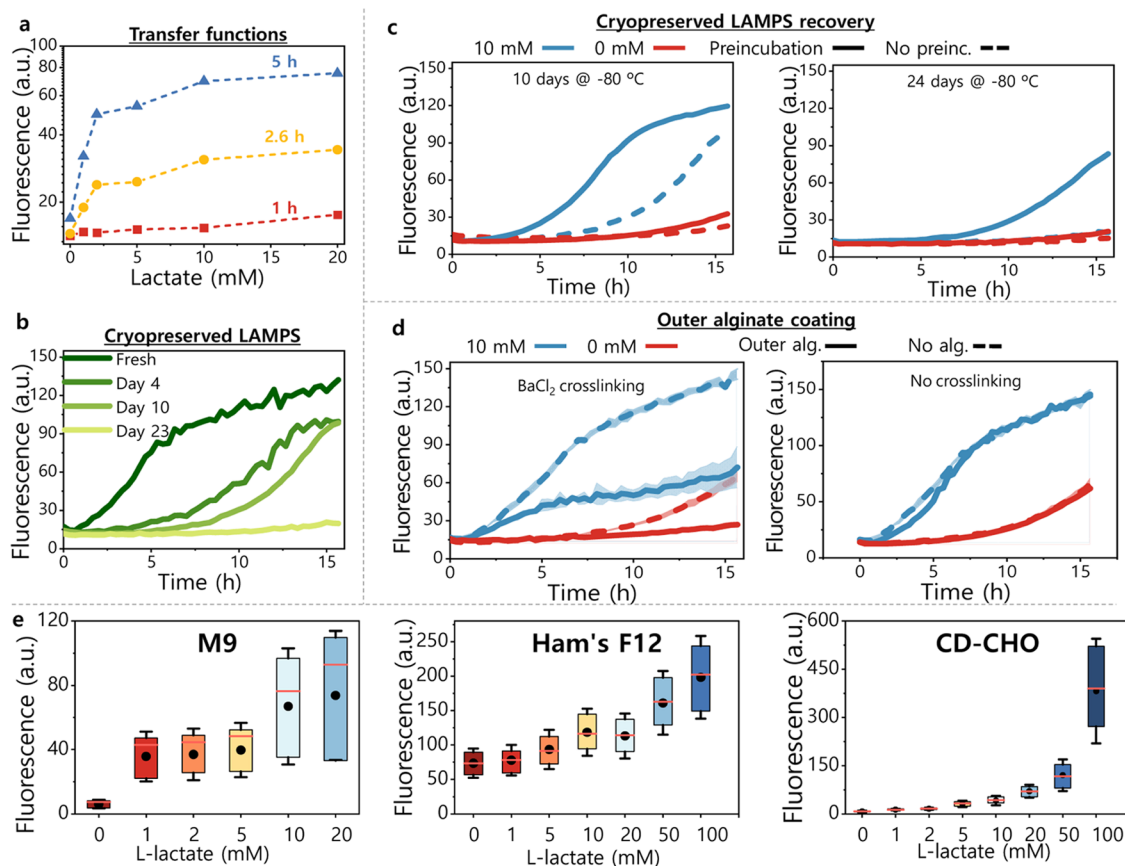 a
Transfer functions
Fluorescence (a.u.)
100
80
60
40
20
5 h
2.6 h
1 h
0 5 10 15 20
Lactate (mM)
b
Cryopreserved LAMPS
Fluorescence (a.u.)
150
120
90
60
30
0
Fresh
Day 4
Day 10
Day 23
0 5 10 15
Time (h)
c
Cryopreserved LAMPS recovery
10 mM 0 mM Preincubation No preinc.
Fluorescence (a.u.)
150
120
90
60
30
0
10 days @ -80 ºC
0 5 10 15
Time (h)
Fluorescence (a.u.)
150
120
90
60
30
0
24 days @ -80 ºC
0 5 10 15
Time (h)
d
Outer alginate coating
10 mM 0 mM Outer alg. No alg.
Fluorescence (a.u.)
150
120
90
60
30
0
BaCl₂ crosslinking
0 5 10 15
Time (h)
Fluorescence (a.u.)
150
100
50
0
No crosslinking
0 5 10 15
Time (h)
e
M9
Fluorescence (a.u.)
120
80
40
0
0 1 2 5 10 20
L-lactate (mM)
Ham's F12
Fluorescence (a.u.)
250
200
150
100
50
0
0 1 5 10 20 50 100
L-lactate (mM)
CD-CHO
Fluorescence (a.u.)
600
450
300
150
0
0 1 2 5 10 20 50 100
L-lactate (mM)